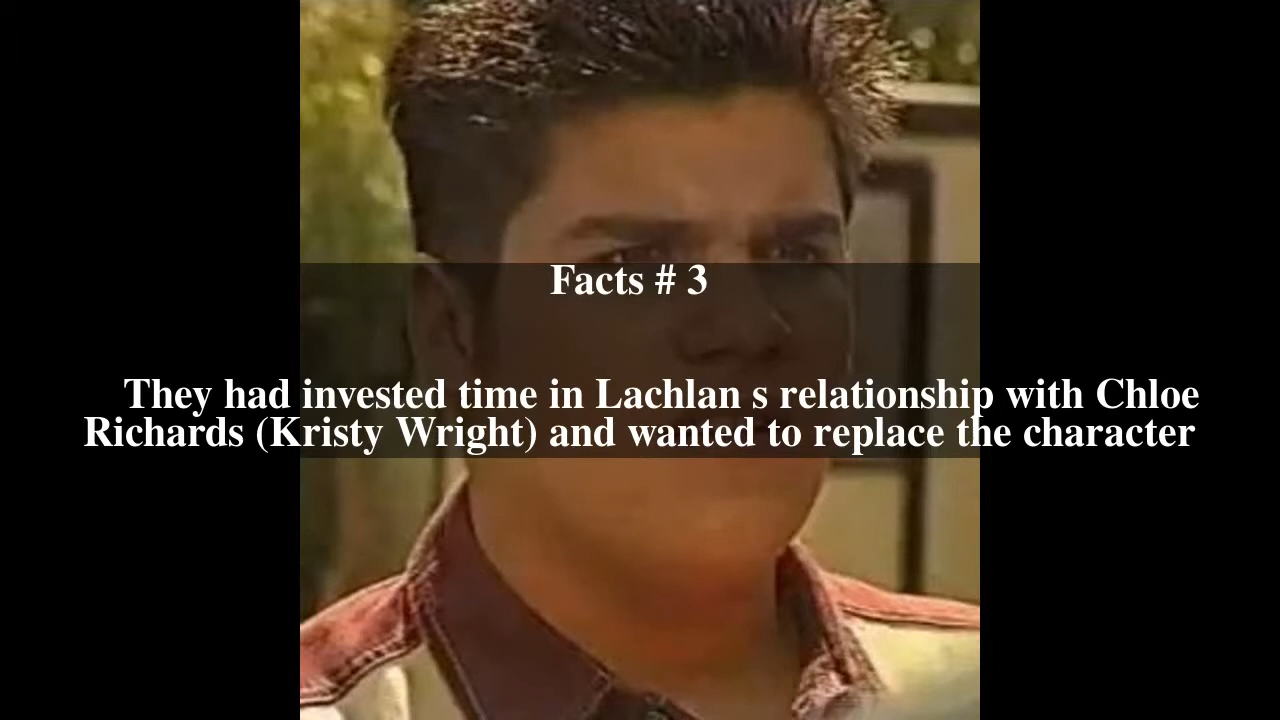 Facts # 3
They had invested time in Lachlan s relationship with Chloe
Richards (Kristy Wright) and wanted to replace the character